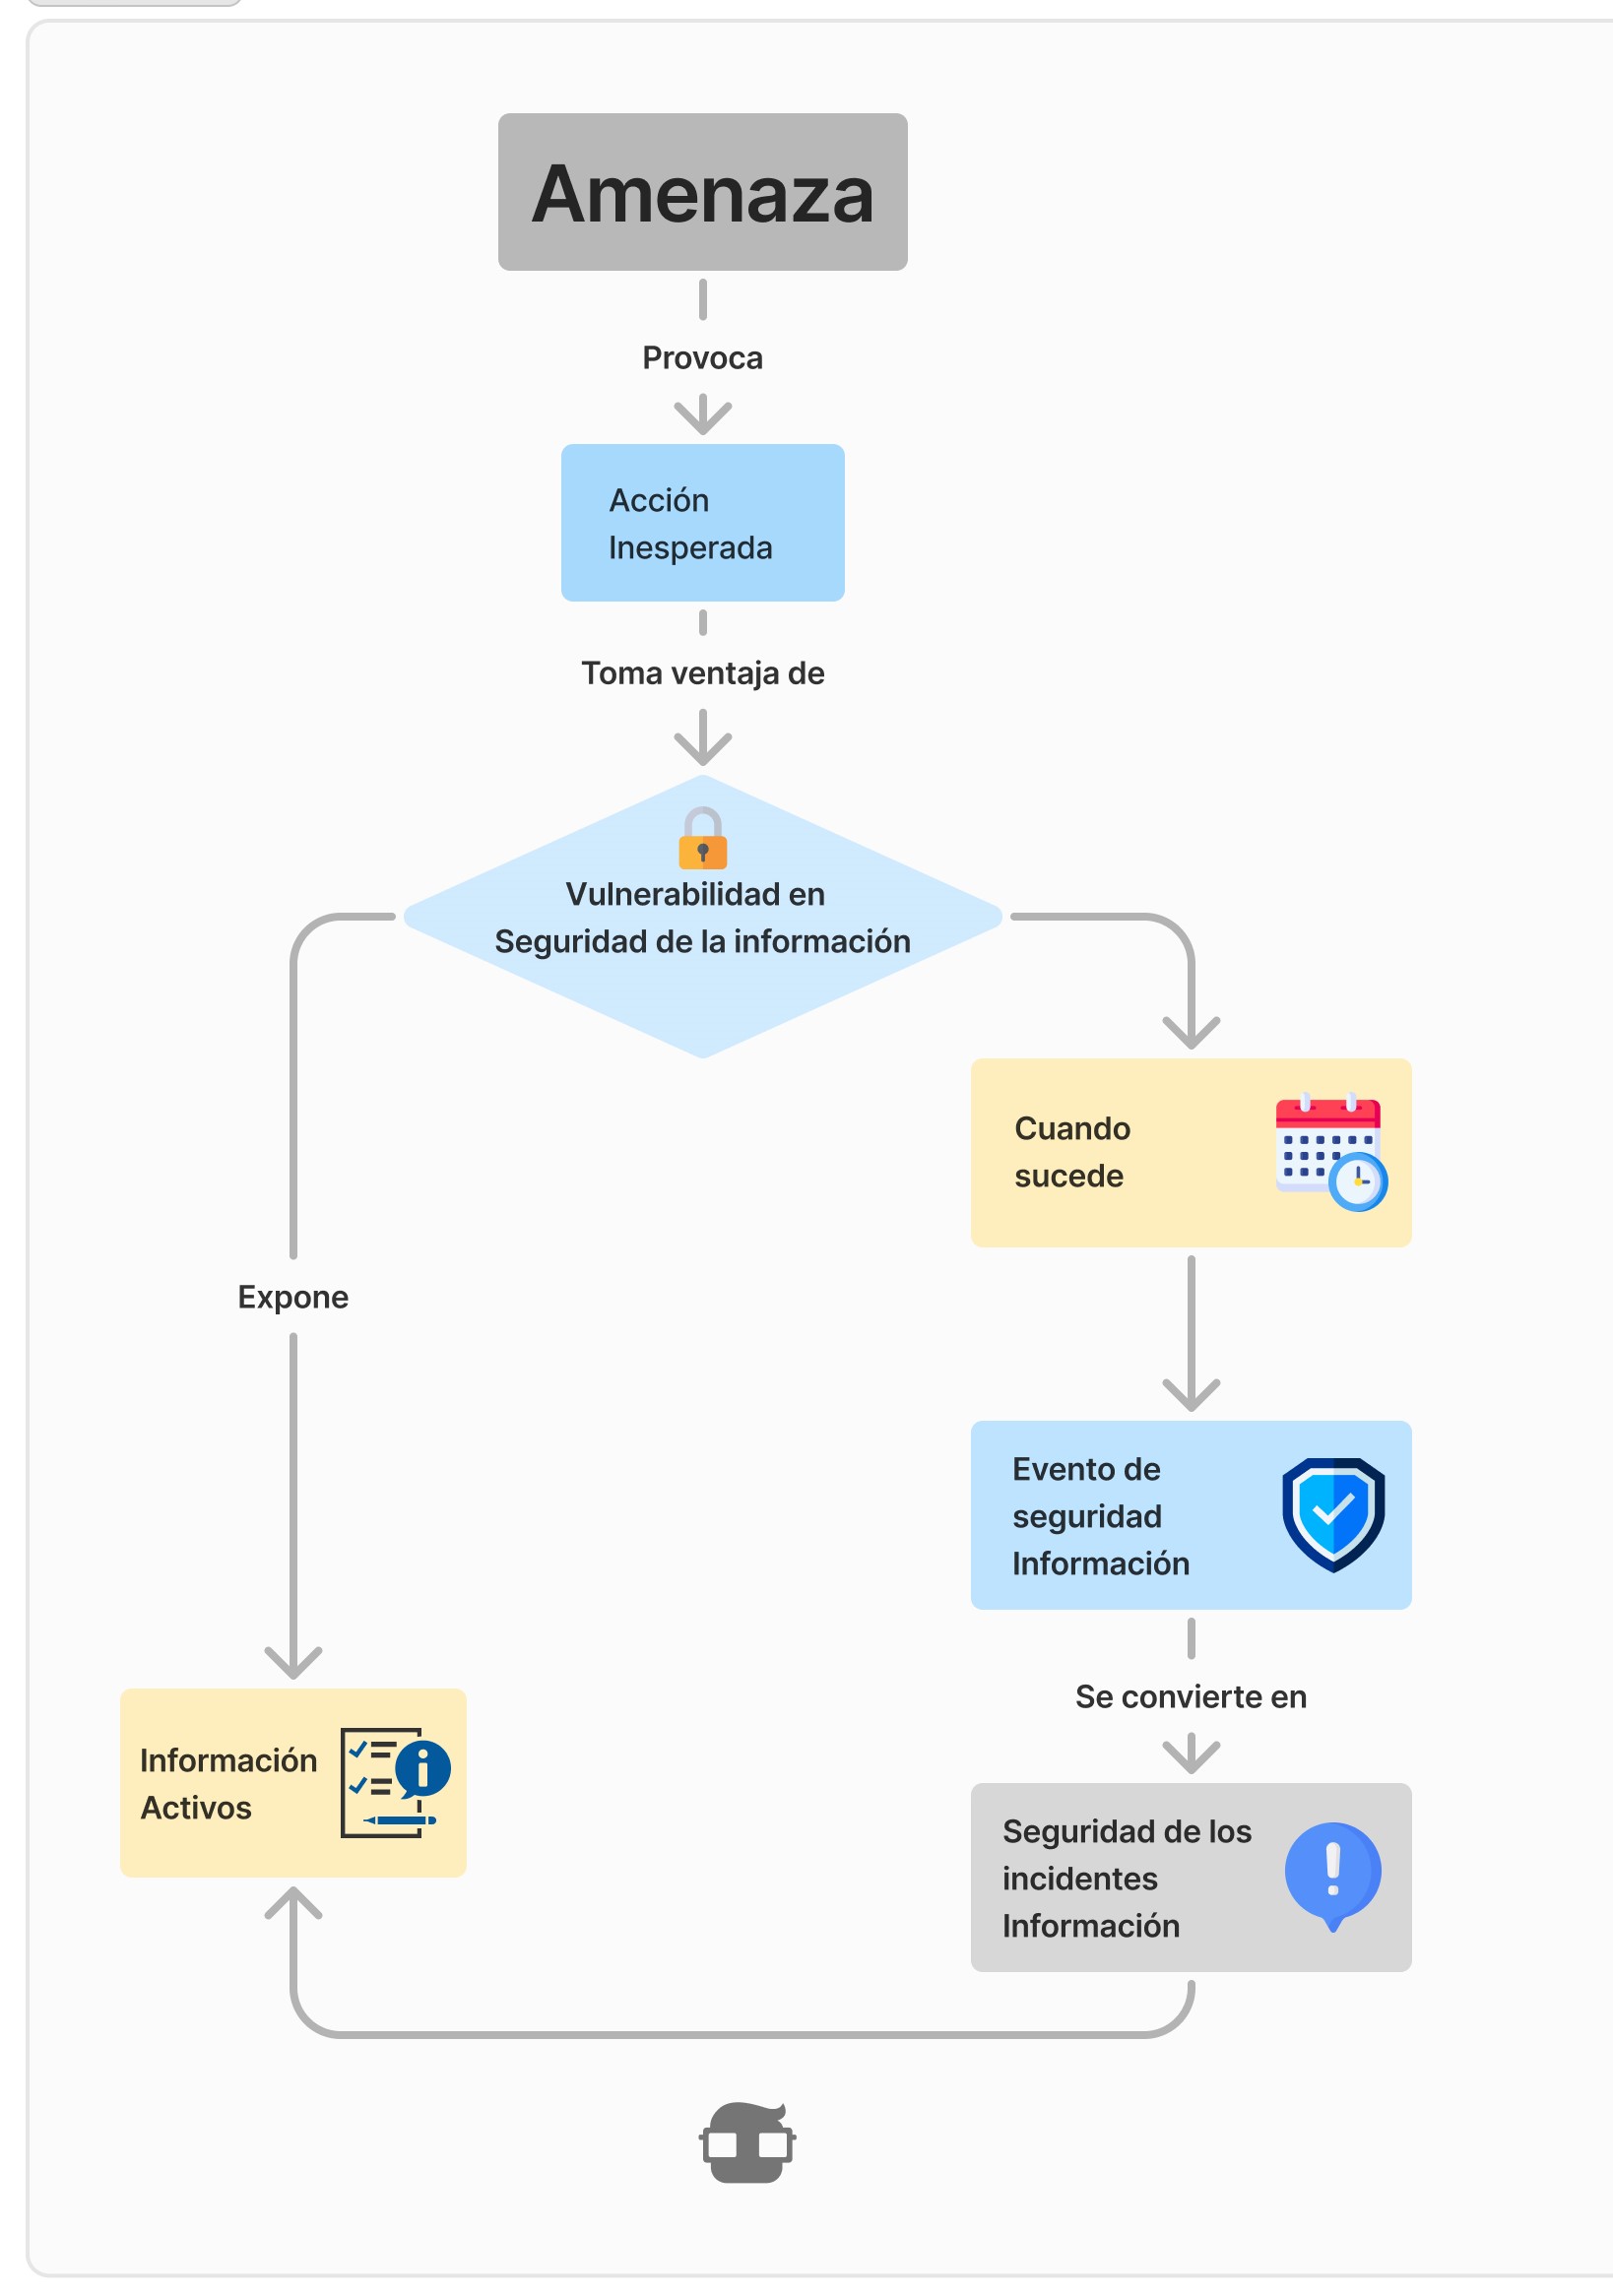 Amenaza
Provoca
Acción
Inesperada
Toma ventaja de
Vulnerabilidad en
Seguridad de la información
Cuando
sucede
Expone
Evento de
seguridad
Información
Se convierte en
Información
Activos
Seguridad de los
incidentes
Información